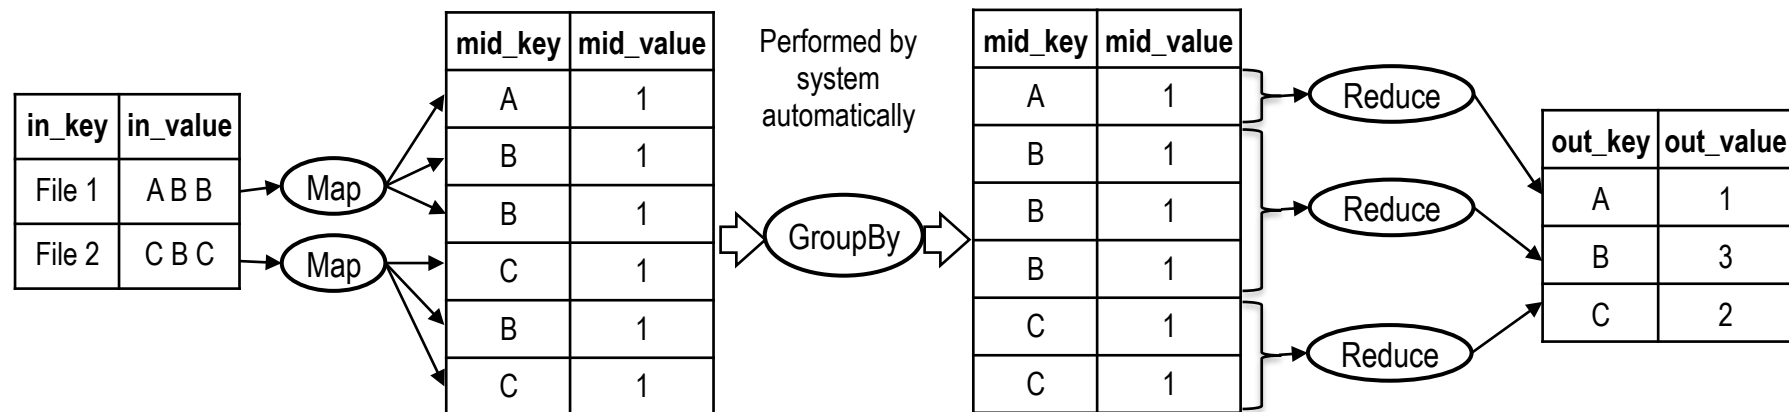 in_key in_value
File 1 A B B
File 2 C B C
Map
Map
mid_key mid_value
A 1
B 1
B 1
C 1
B 1
C 1
Performed by
system
automatically
GroupBy
mid_key mid_value
A 1
B 1
B 1
B 1
C 1
C 1
Reduce
Reduce
Reduce
out_key out_value
A 1
B 3
C 2